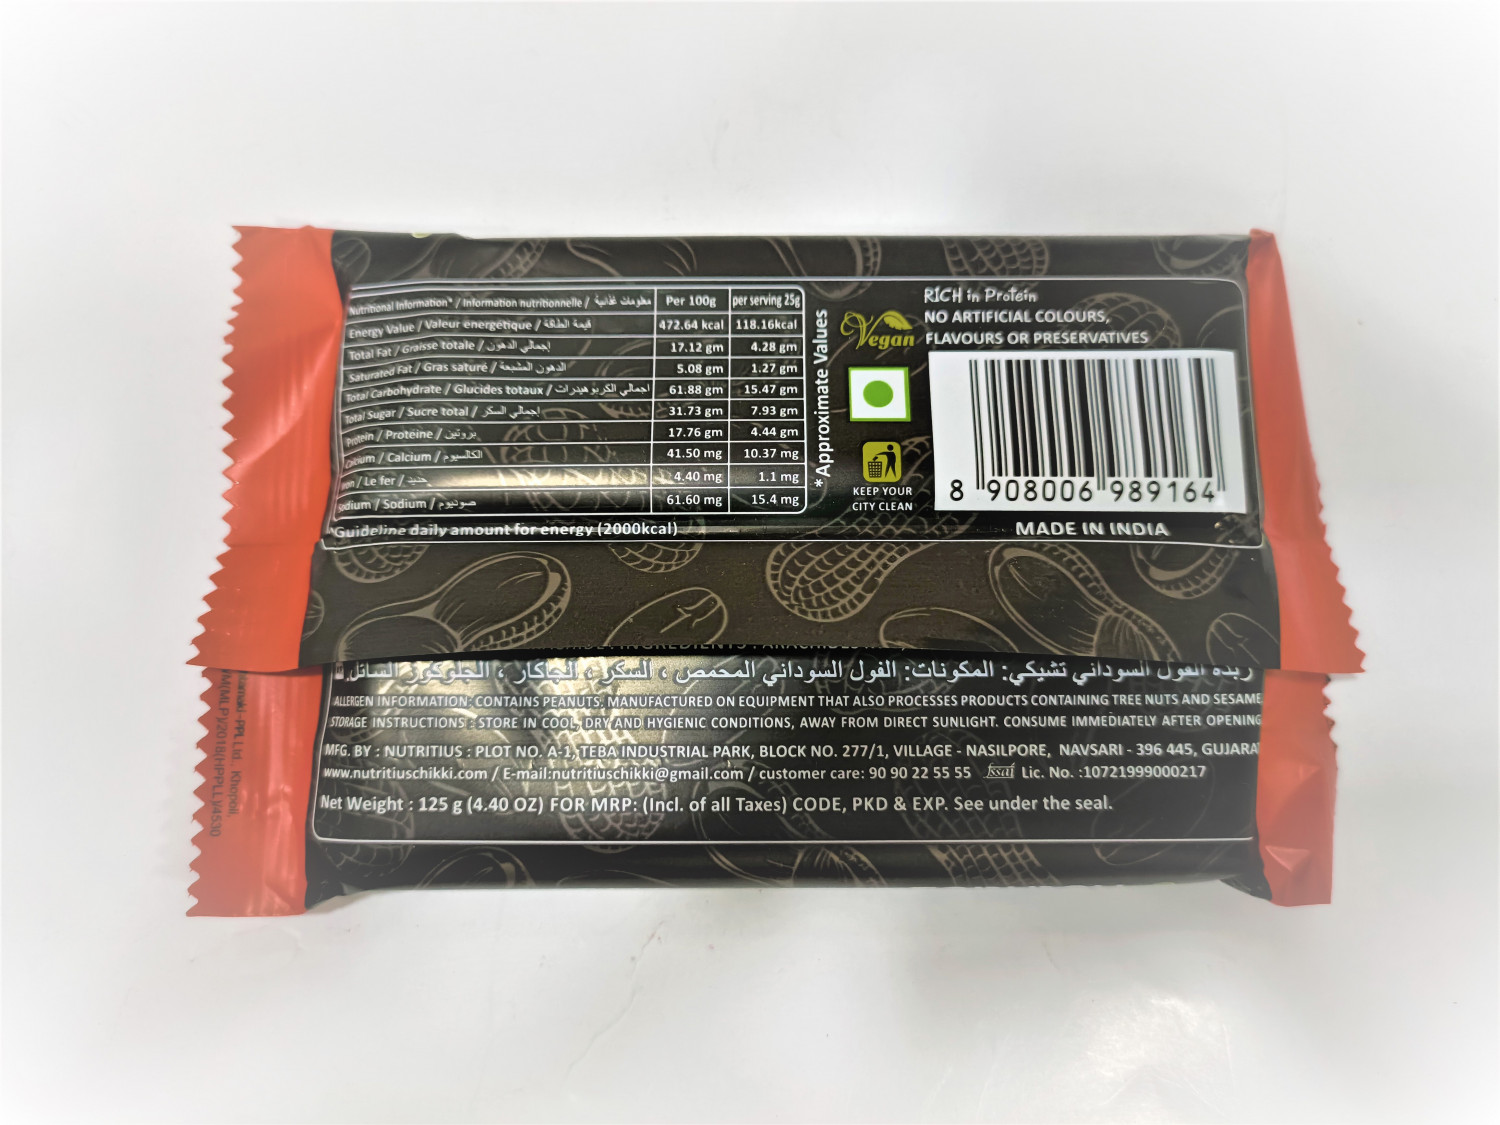 Nutritional Information* / Information nutritionnelle / معلومات غذائية Per 100g per serving 25g
Energy Value / Valeur energetique / قيمة الطاقة 472.64 kcal 118.16kcal
Total Fat / Graisse totale / إجمالي الدهون 17.12 gm 4.28 gm
Saturated Fat / Gras saturé / الدهون المشبعة 5.08 gm 1.27 gm
Total Carbohydrate / Glucides totaux / اجمالي الكربوهيدرات 61.88 gm 15.47 gm
Total Sugar / Sucre total / إجمالي السكر 31.73 gm 7.93 gm
Protein / Proteine / بروتين 17.76 gm 4.44 gm
Calcium / Calcium / الكالسيوم 41.50 mg 10.37 mg
Iron / Le fer / حديد 4.40 mg 1.1 mg
Sodium / Sodium / صوديوم 61.60 mg 15.4 mg
*Guideline daily amount for energy (2000kcal)
*Approximate Values
Vegan
RICH in Protein
NO ARTIFICIAL COLOURS,
FLAVOURS OR PRESERVATIVES
KEEP YOUR
CITY CLEAN
8 908006 989164
MADE IN INDIA
زبدة الفول السوداني تشيكي: المكونات: الفول السوداني المحمص ، السكر ، الجاكار ، الجلوكوز السائل,
ALLERGEN INFORMATION: CONTAINS PEANUTS. MANUFACTURED ON EQUIPMENT THAT ALSO PROCESSES PRODUCTS CONTAINING TREE NUTS AND SESAME
STORAGE INSTRUCTIONS : STORE IN COOL, DRY AND HYGIENIC CONDITIONS, AWAY FROM DIRECT SUNLIGHT. CONSUME IMMEDIATELY AFTER OPENING
MFG. BY : NUTRITIUS : PLOT NO. A-1, TEBA INDUSTRIAL PARK, BLOCK NO. 277/1, VILLAGE - NASILPORE, NAVSARI - 396 445, GUJARA
www.nutritiuschikki.com / E-mail:nutritiuschikki@gmail.com / customer care: 90 90 22 55 55 fssai Lic. No. :10721999000217
Net Weight : 125 g (4.40 OZ) FOR MRP: (Incl. of all Taxes) CODE, PKD & EXP. See under the seal.
PPL Ltd., Khopoli,